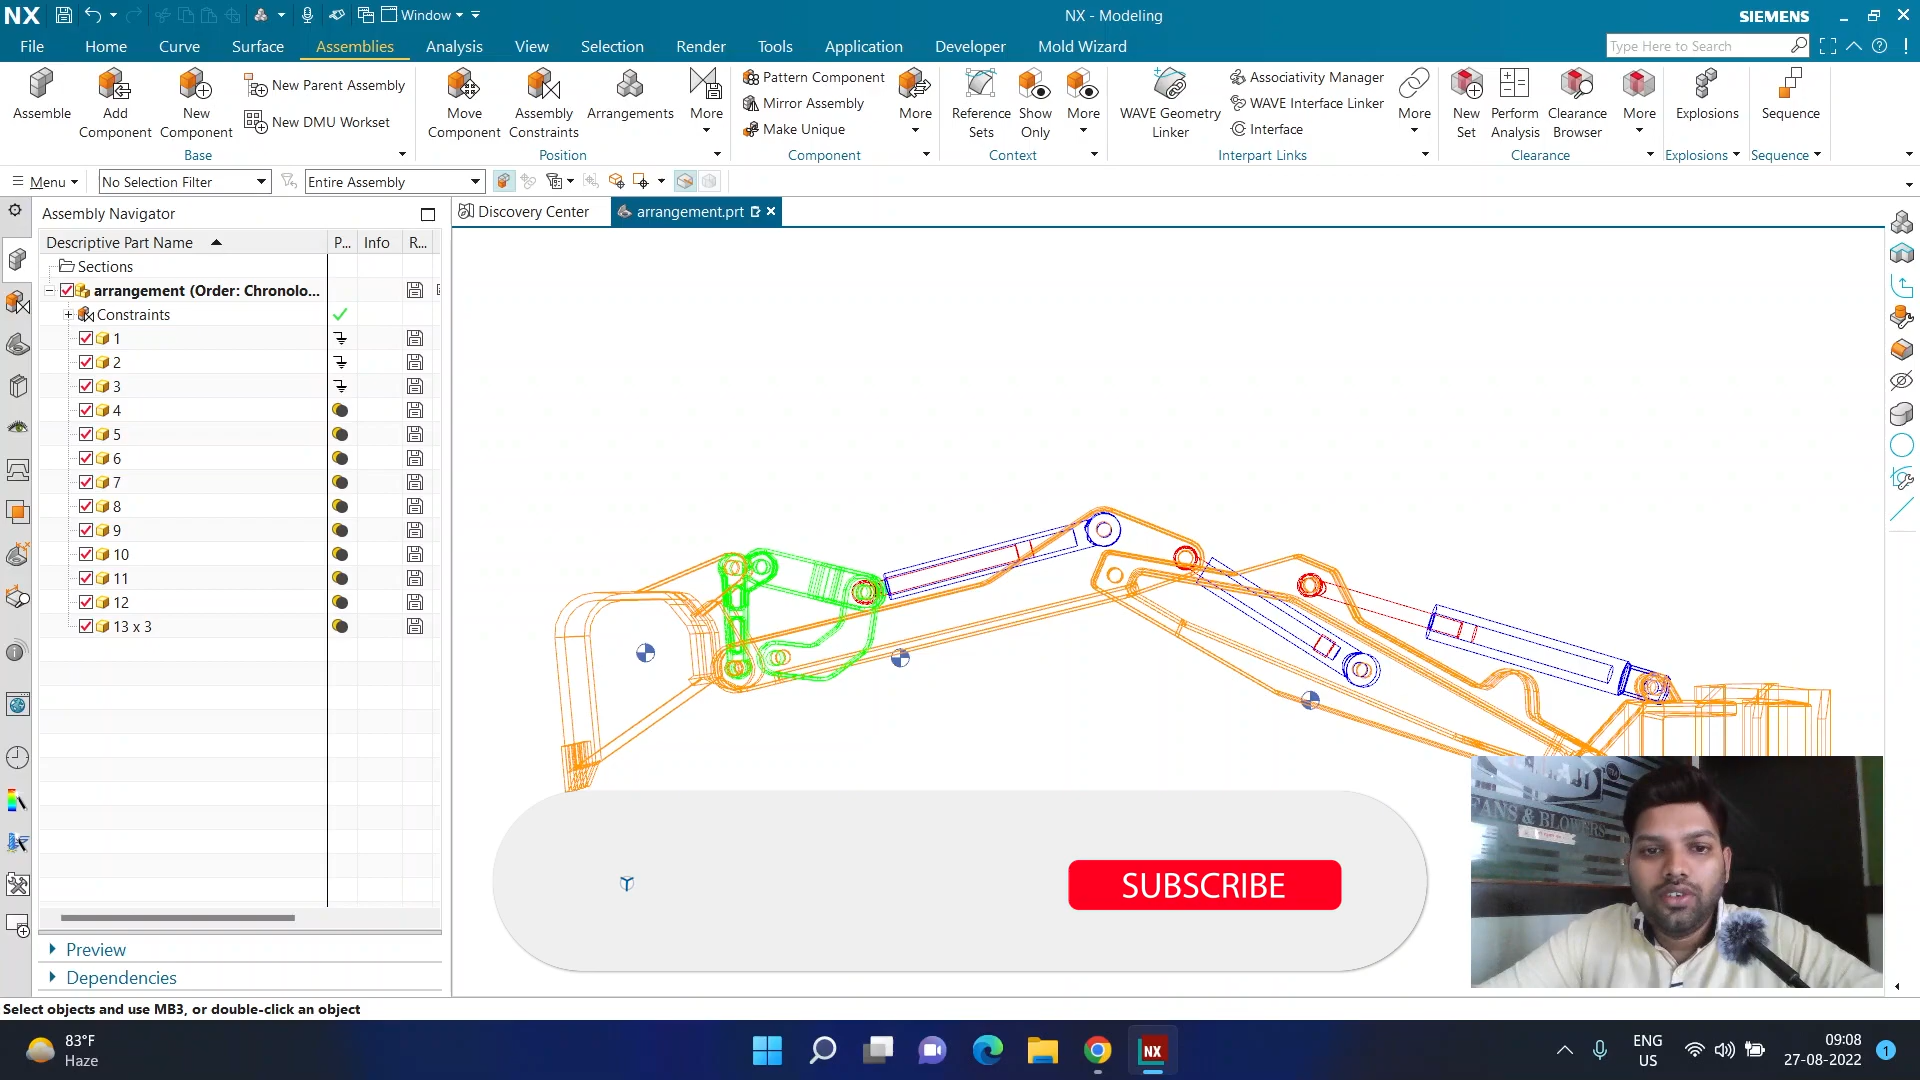 NX
Window
NX - Modeling
SIEMENS
File Home Curve Surface Assemblies Analysis View Selection Render Tools Application Developer Mold Wizard
Type Here to Search
Assemble
Add Component
New Component
New Parent Assembly
New DMU Workset
Base
Move Component
Assembly Constraints
Arrangements
More
Position
Pattern Component
Mirror Assembly
Make Unique
More
Component
Reference Sets
Show Only
More
Context
WAVE Geometry Linker
Associativity Manager
WAVE Interface Linker
Interface
More
Interpart Links
New Set
Perform Analysis
Clearance Browser
More
Clearance
Explosions
Explosions
Sequence
Sequence
Menu
No Selection Filter
Entire Assembly
Assembly Navigator
Discovery Center
arrangement.prt
Descriptive Part Name P... Info R...
Sections
arrangement (Order: Chronolo...
Constraints
1
2
3
4
5
6
7
8
9
10
11
12
13 x 3
Preview
Dependencies
SUBSCRIBE
FANS & BLOWERS
Select objects and use MB3, or double-click an object
83°F
Haze
NX
ENG
US
09:08
27-08-2022
1